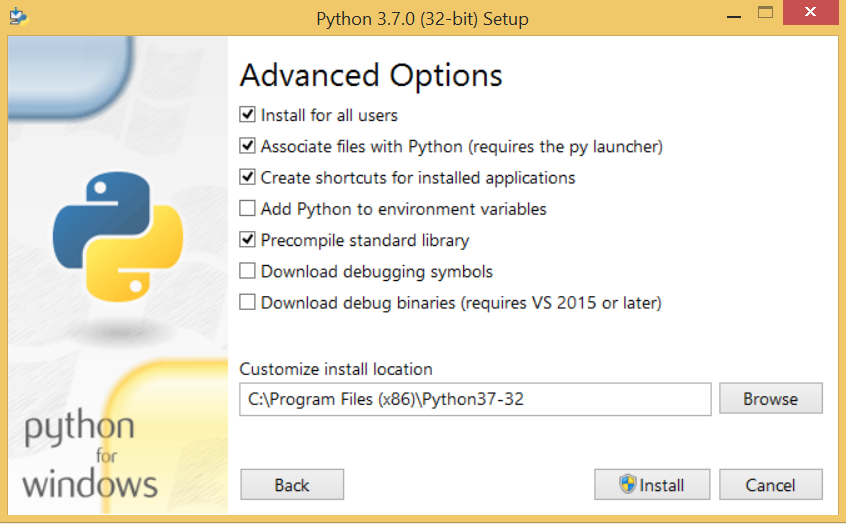 Python 3.7.0 (32-bit) Setup
Advanced Options
Install for all users
Associate files with Python (requires the py launcher)
Create shortcuts for installed applications
Add Python to environment variables
Precompile standard library
Download debugging symbols
Download debug binaries (requires VS 2015 or later)
Customize install location
C:\Program Files (x86)\Python37-32
Browse
python
for
windows
Back
Install
Cancel